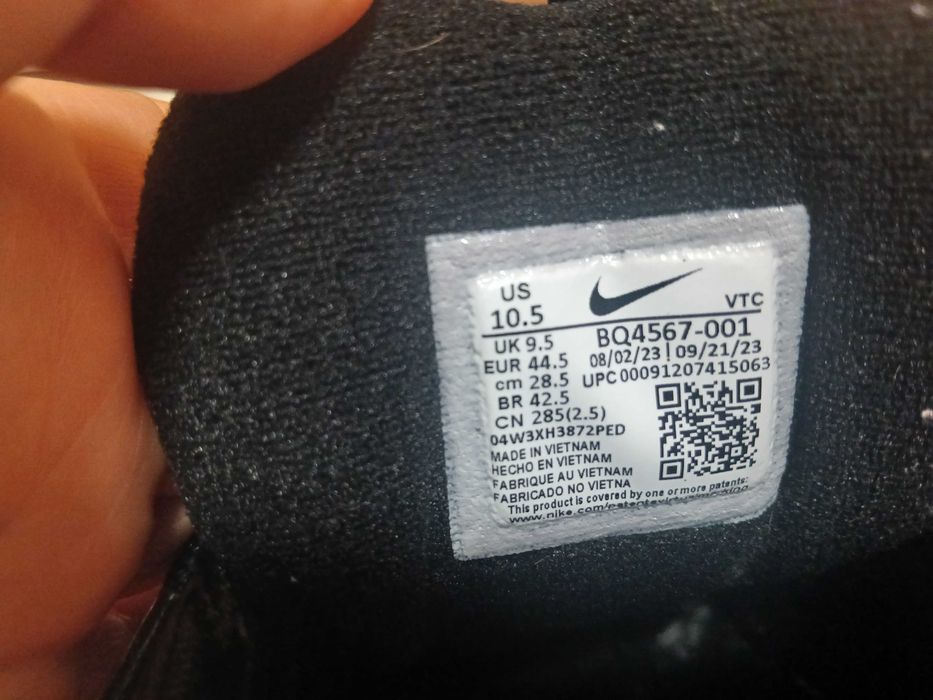 US
10.5
VTC
BQ4567-001
UK 9.5
08/02/23 | 09/21/23
EUR 44.5
UPC 00091207415063
cm 28.5
BR 42.5
CN 285(2.5)
04W3XH3872PED
MADE IN VIETNAM
HECHO EN VIETNAM
FABRIQUE AU VIETNAM
FABRICADO NO VIETNA
This product is covered by one or more patents: